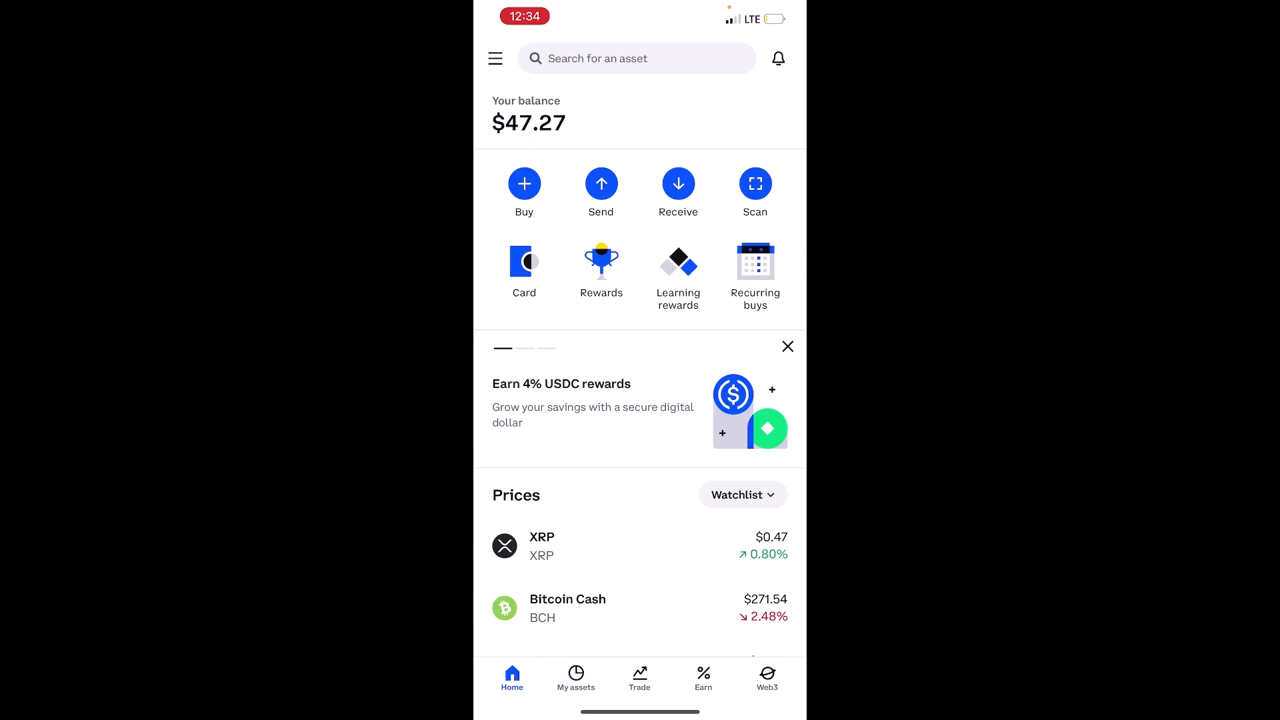 12:34
LTE
Search for an asset
Your balance
$47.27
Buy
Send
Receive
Scan
Card
Rewards
Learning
rewards
Recurring
buys
Earn 4% USDC rewards
Grow your savings with a secure digital
dollar
Prices
Watchlist
XRP
$0.47
XRP
↗ 0.80%
Bitcoin Cash
$271.54
BCH
↘ 2.48%
Home
My assets
Trade
Earn
Web3